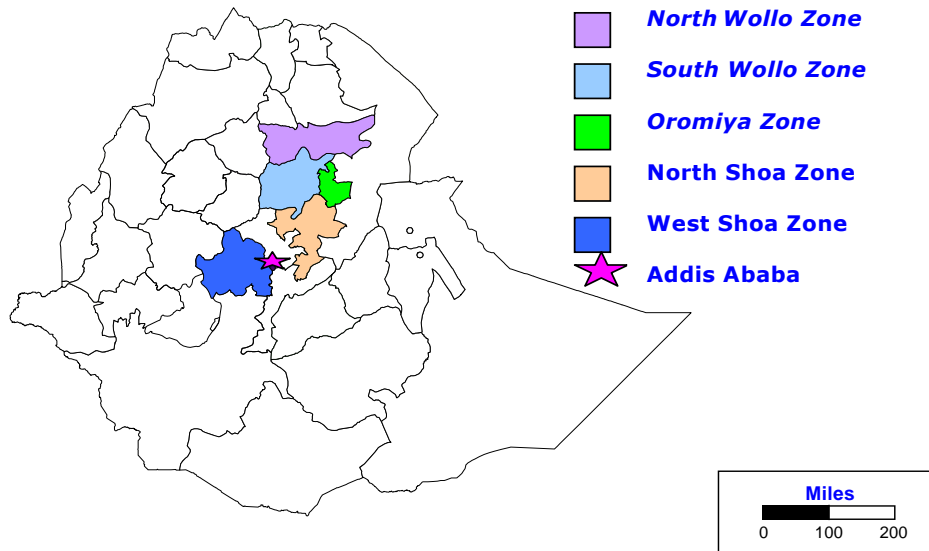 North Wollo Zone
South Wollo Zone
Oromiya Zone
North Shoa Zone
West Shoa Zone
Addis Ababa
Miles
0 100 200